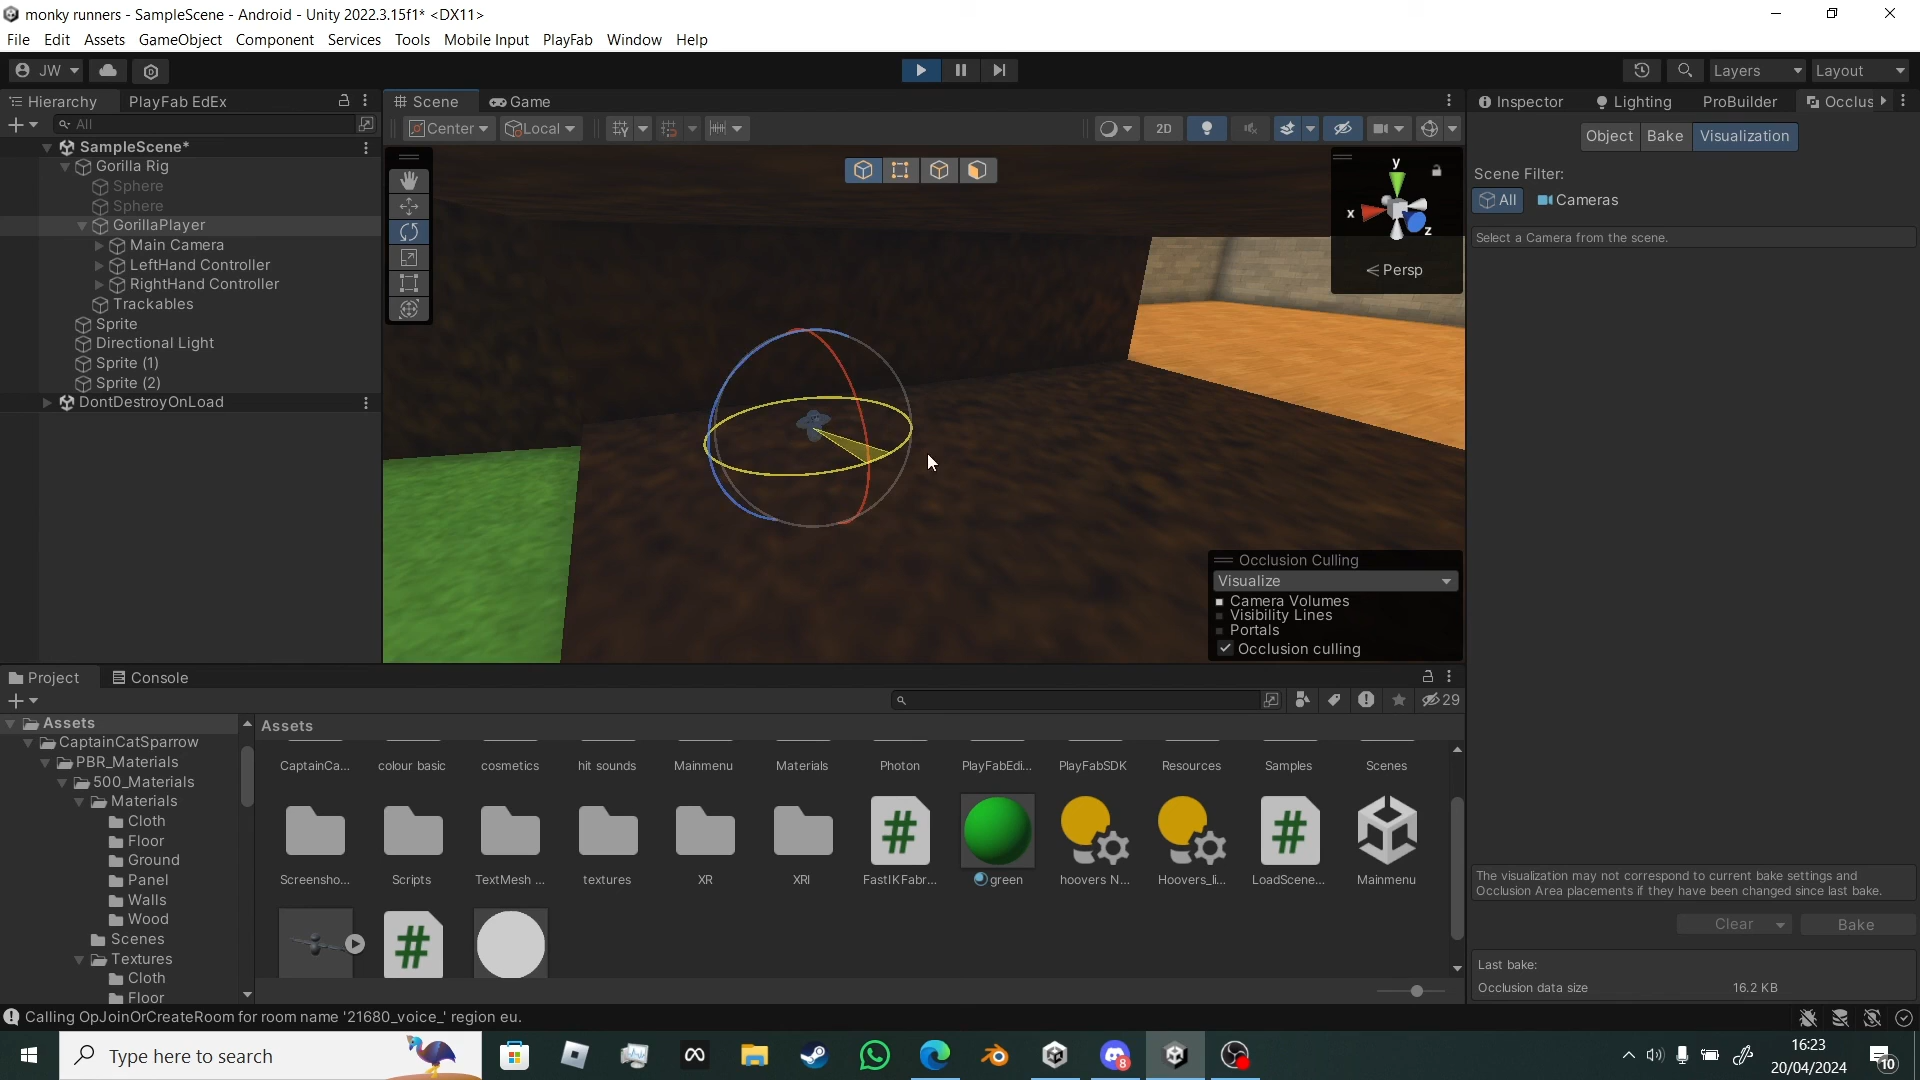 monky runners - SampleScene - Android - Unity 2022.3.15f1* <DX11>
File Edit Assets GameObject Component Services Tools Mobile Input PlayFab Window Help
JW Layers Layout
Hierarchy PlayFab EdEx Scene Game Inspector Lighting ProBuilder Occlus
All Center Local 2D Object Bake Visualization
SampleScene*
Gorilla Rig
Sphere
Sphere
GorillaPlayer
Main Camera
LeftHand Controller
RightHand Controller
Trackables
Sprite
Directional Light
Sprite (1)
Sprite (2)
DontDestroyOnLoad
y
x
z
Persp
Scene Filter:
All Cameras
Select a Camera from the scene.
Occlusion Culling
Visualize
Camera Volumes
Visibility Lines
Portals
Occlusion culling
Project Console
29
Assets
CaptainCatSparrow
PBR_Materials
500_Materials
Materials
Cloth
Floor
Ground
Panel
Walls
Wood
Scenes
Textures
Cloth
Floor
Assets
CaptainCa... colour basic cosmetics hit sounds Mainmenu Materials Photon PlayFabEdi... PlayFabSDK Resources Samples Scenes
Screensho... Scripts TextMesh ... textures XR XRI FastIKFabr... green hoovers N... Hoovers_li... LoadScene... Mainmenu
The visualization may not correspond to current bake settings and
Occlusion Area placements if they have been changed since last bake.
Clear Bake
Last bake:
Occlusion data size 16.2 KB
Calling OpJoinOrCreateRoom for room name '21680_voice_' region eu.
Type here to search
8
16:23
20/04/2024
10